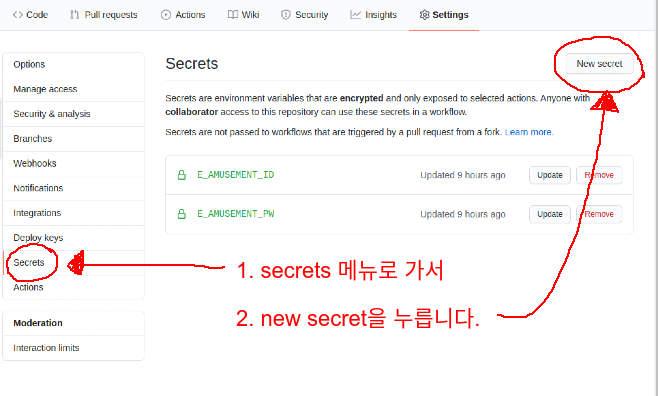 Code Pull requests Actions Wiki Security Insights Settings
Options
Manage access
Security & analysis
Branches
Webhooks
Notifications
Integrations
Deploy keys
Secrets
Actions
Moderation
Interaction limits
Secrets
New secret
Secrets are environment variables that are encrypted and only exposed to selected actions. Anyone with
collaborator access to this repository can use these secrets in a workflow.
Secrets are not passed to workflows that are triggered by a pull request from a fork. Learn more.
E_AMUSEMENT_ID Updated 9 hours ago Update Remove
E_AMUSEMENT_PW Updated 9 hours ago Update Remove
1. secrets 메뉴로 가서
2. new secret을 누릅니다.